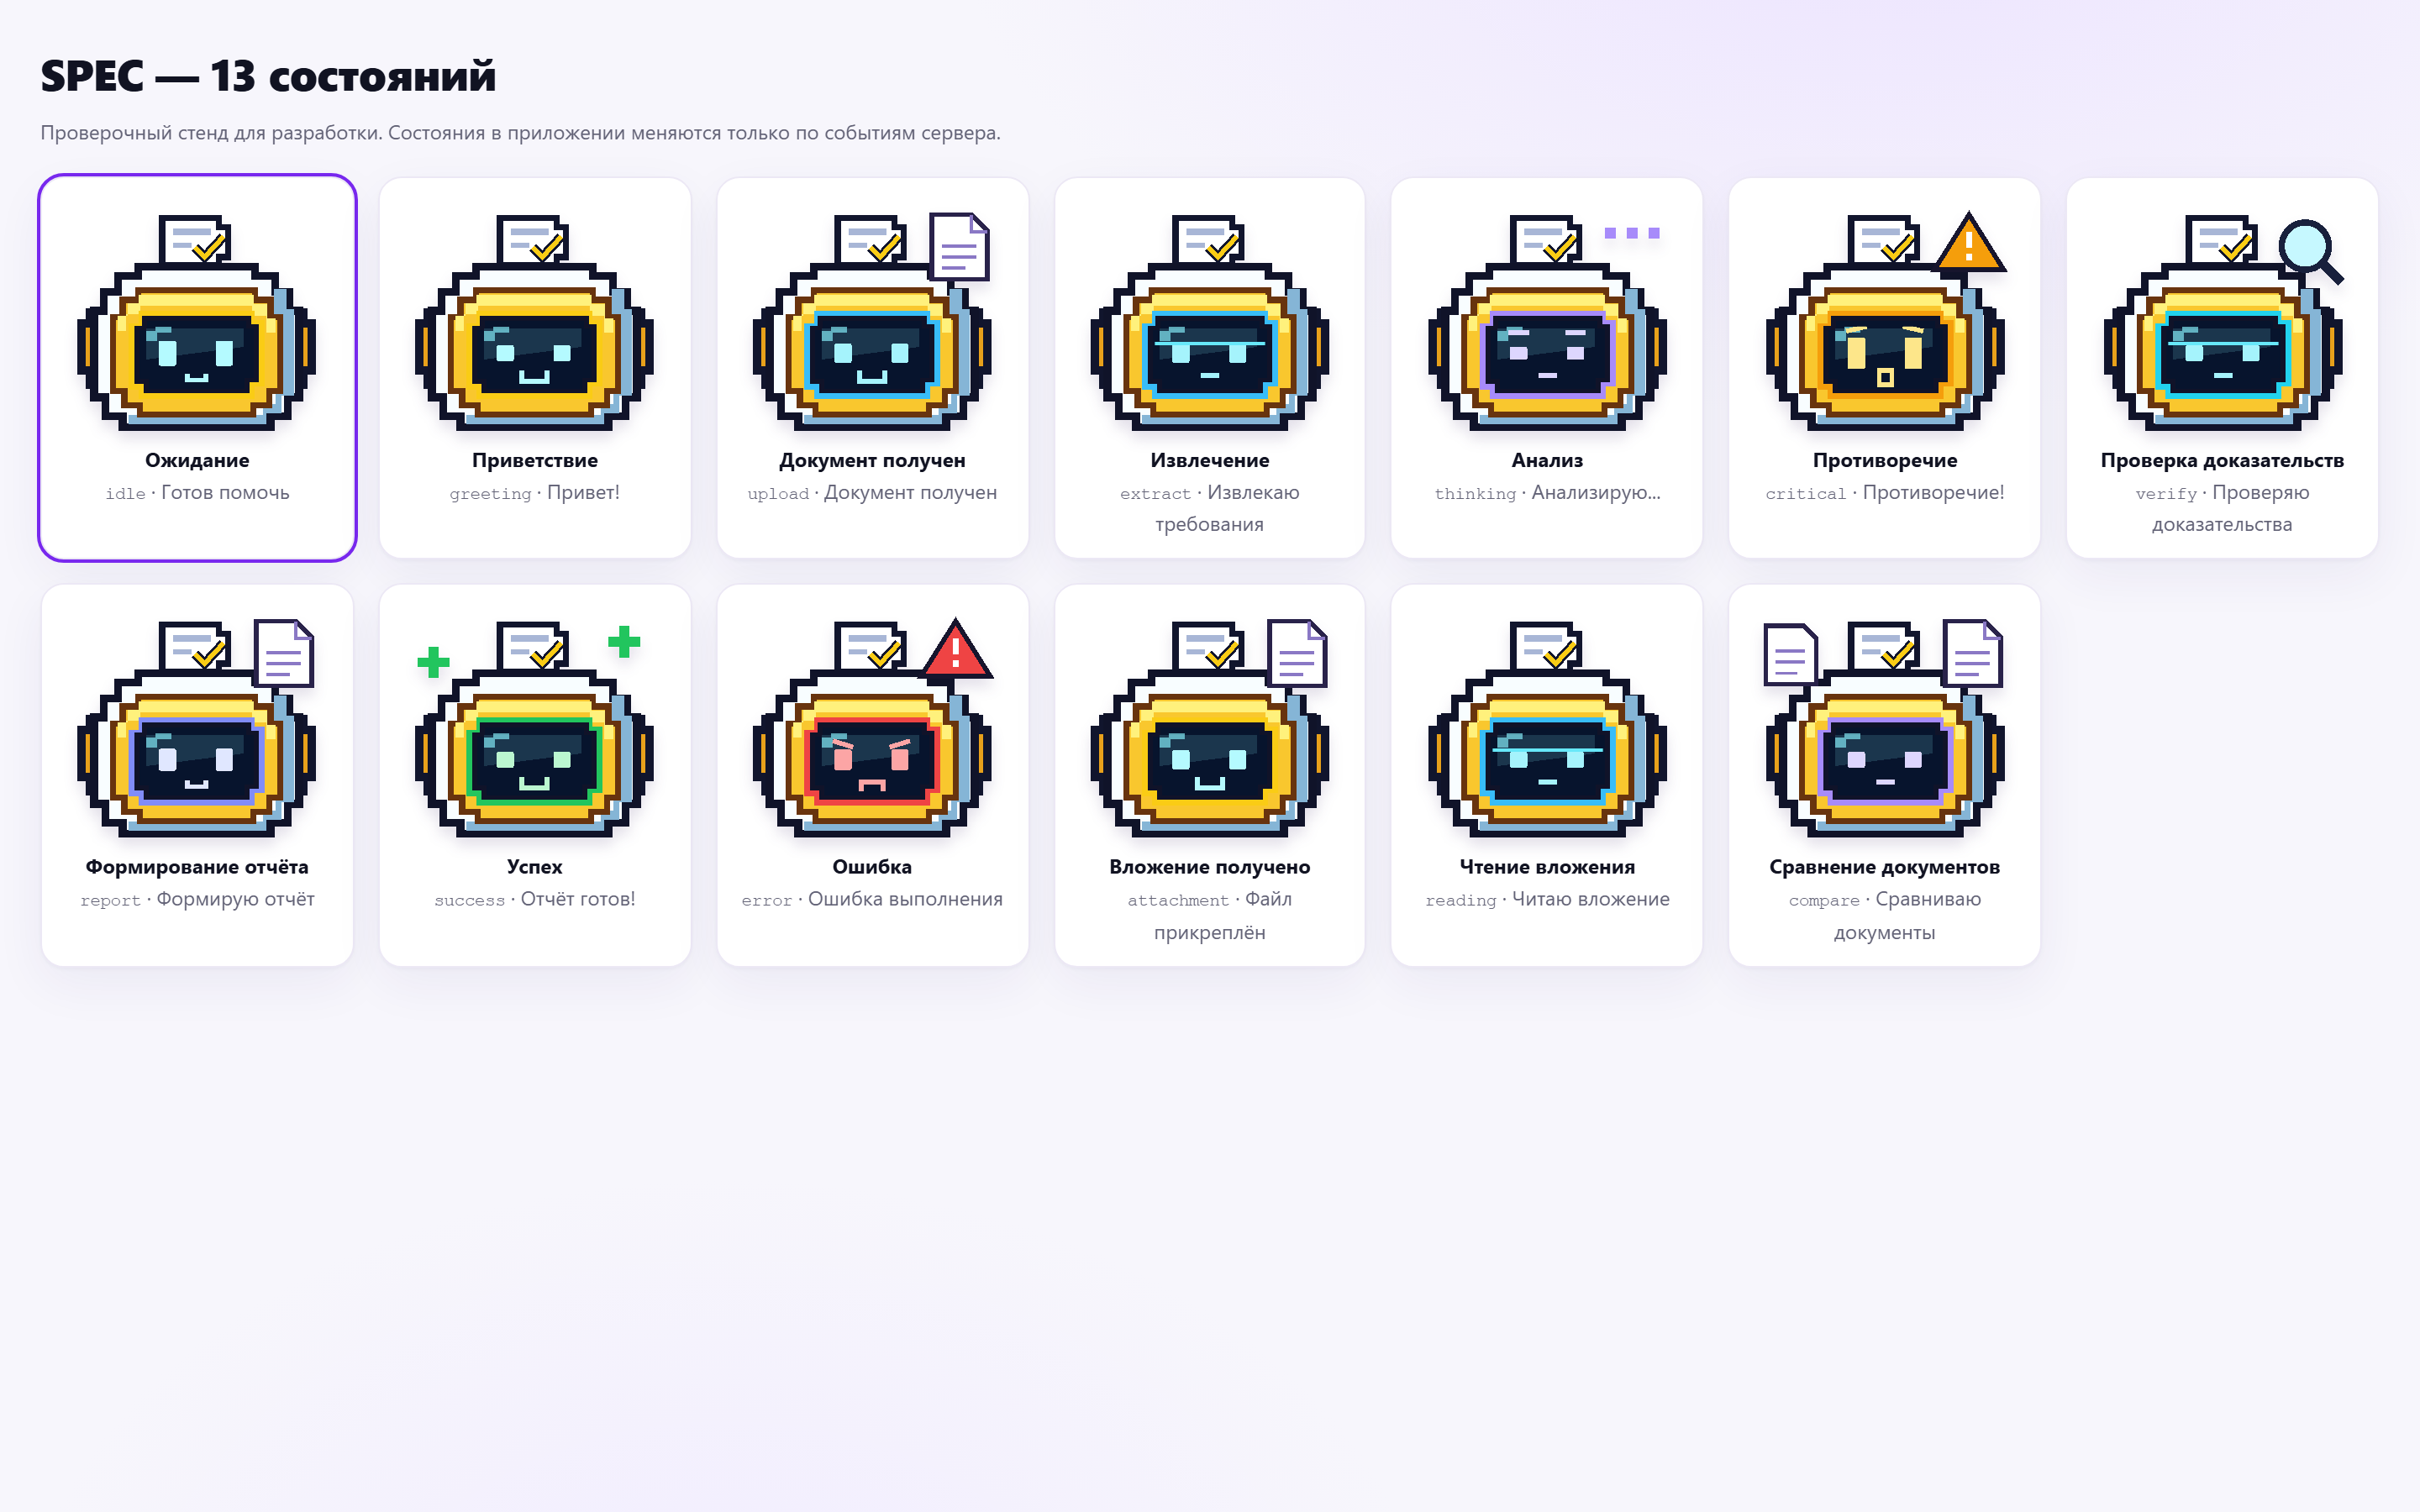 SPEC — 13 состояний
Проверочный стенд для разработки. Состояния в приложении меняются только по событиям сервера.
Ожидание
idle · Готов помочь
Приветствие
greeting · Привет!
Документ получен
upload · Документ получен
Извлечение
extract · Извлекаю
требования
Анализ
thinking · Анализирую...
Противоречие
critical · Противоречие!
Проверка доказательств
verify · Проверяю
доказательства
Формирование отчёта
report · Формирую отчёт
Успех
success · Отчёт готов!
Ошибка
error · Ошибка выполнения
Вложение получено
attachment · Файл
прикреплён
Чтение вложения
reading · Читаю вложение
Сравнение документов
compare · Сравниваю
документы